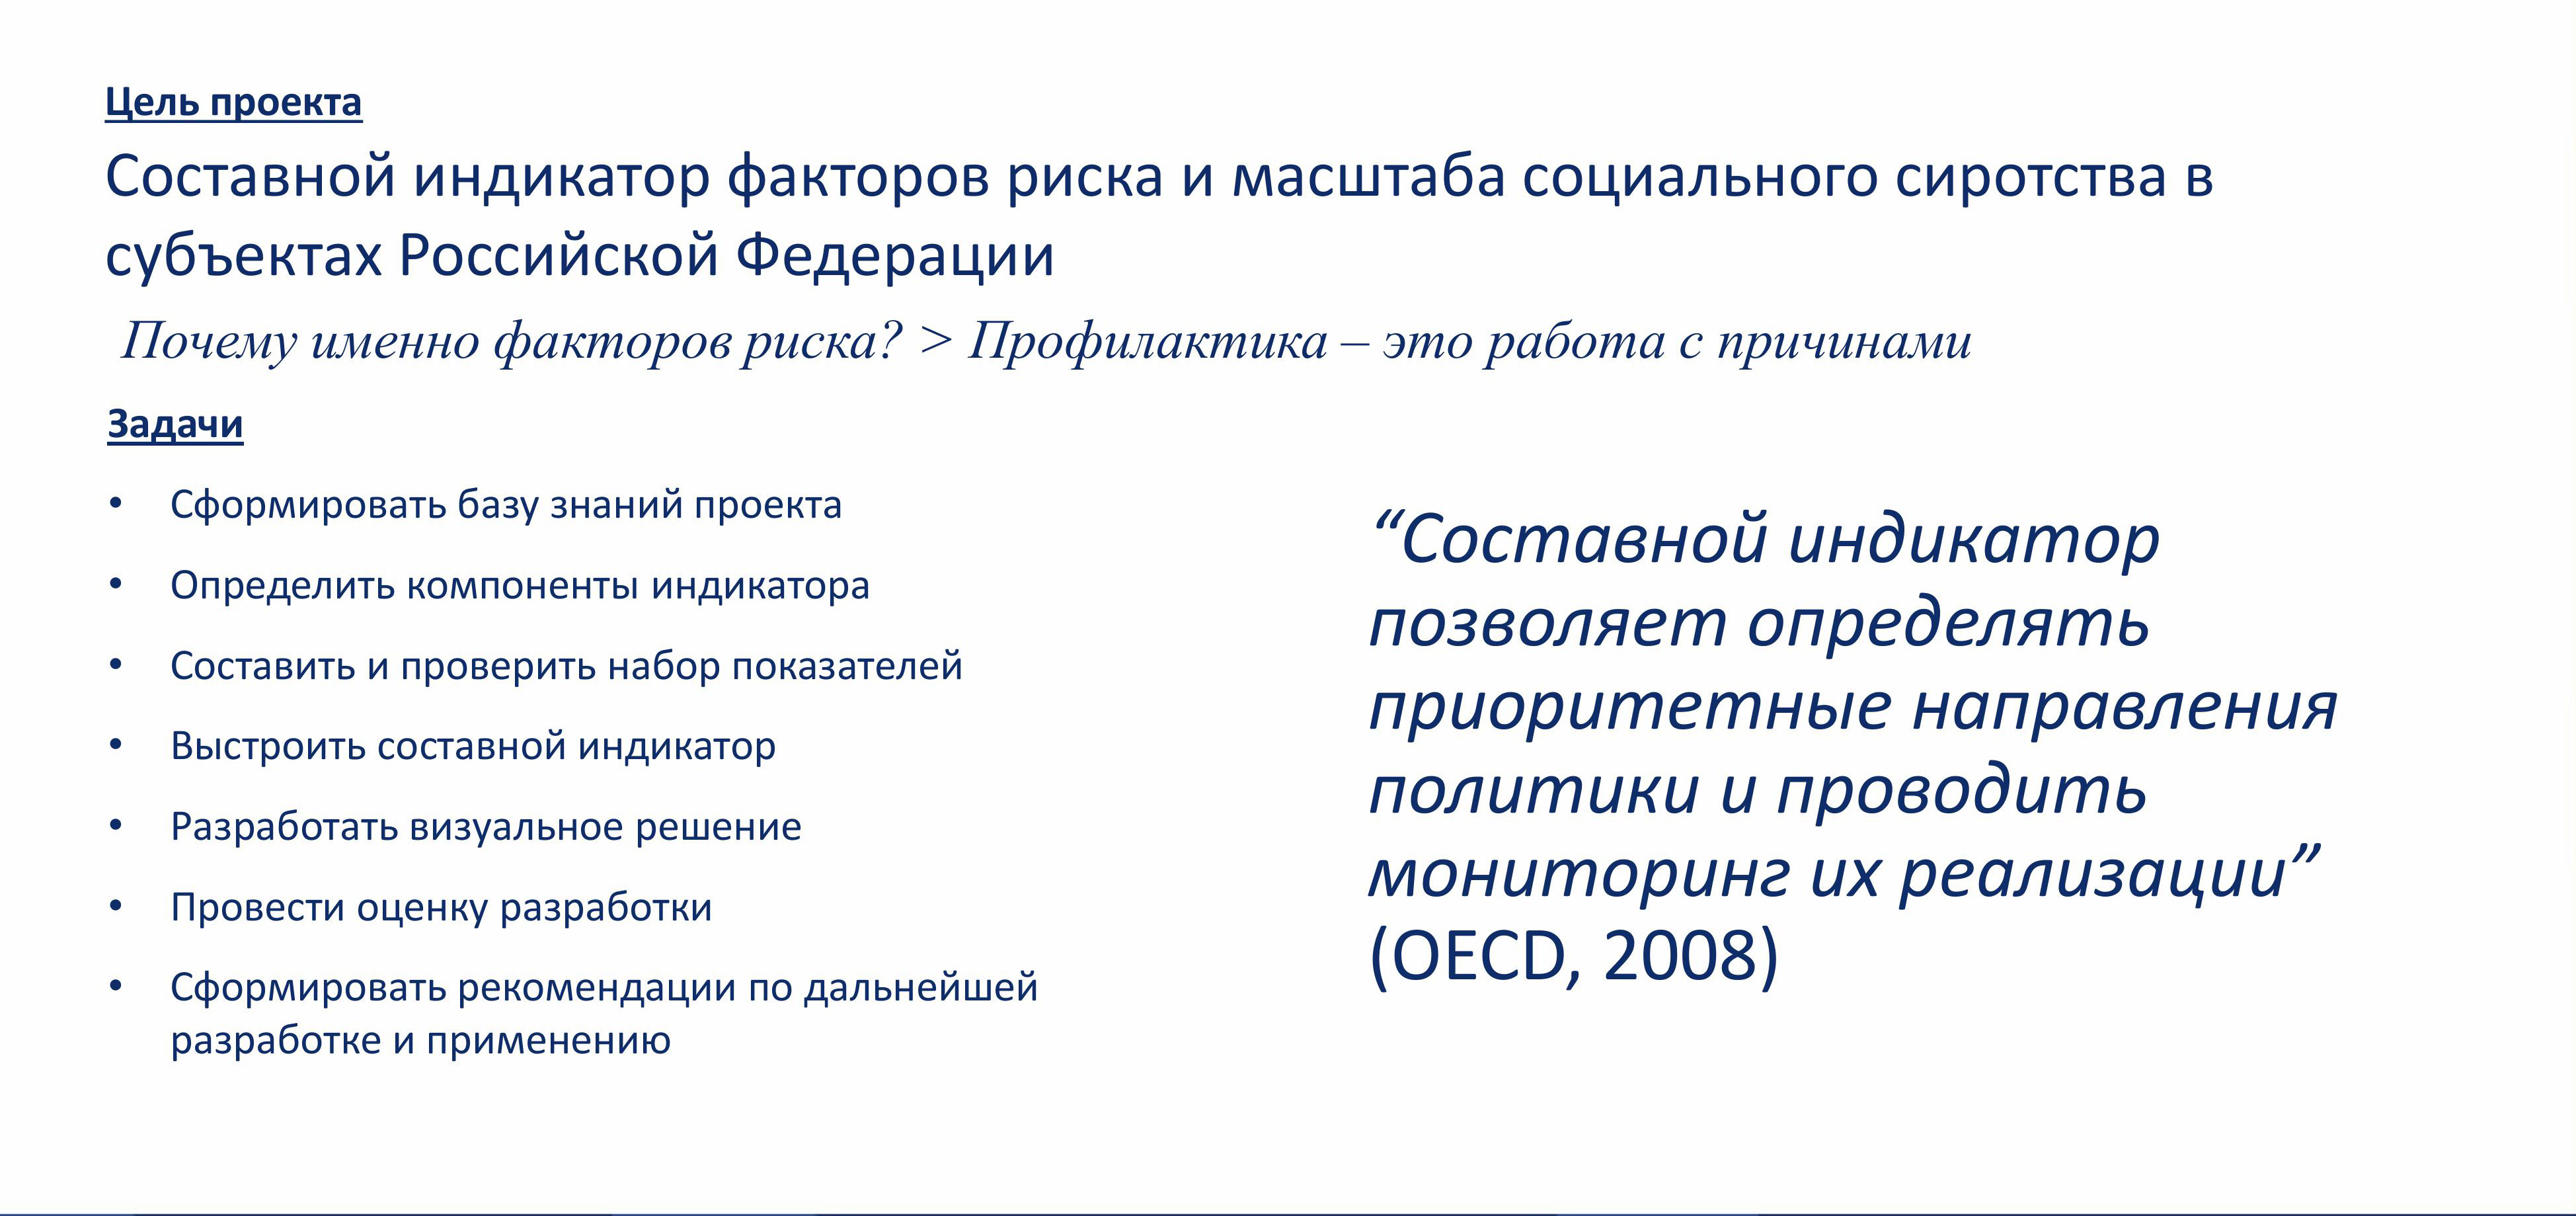 Цель проекта
Составной индикатор факторов риска и масштаба социального сиротства в
субъектах Российской Федерации
Почему именно факторов риска? > Профилактика – это работа с причинами
Задачи
• Сформировать базу знаний проекта
• Определить компоненты индикатора
• Составить и проверить набор показателей
• Выстроить составной индикатор
• Разработать визуальное решение
• Провести оценку разработки
• Сформировать рекомендации по дальнейшей
разработке и применению
“Составной индикатор
позволяет определять
приоритетные направления
политики и проводить
мониторинг их реализации”
(OECD, 2008)